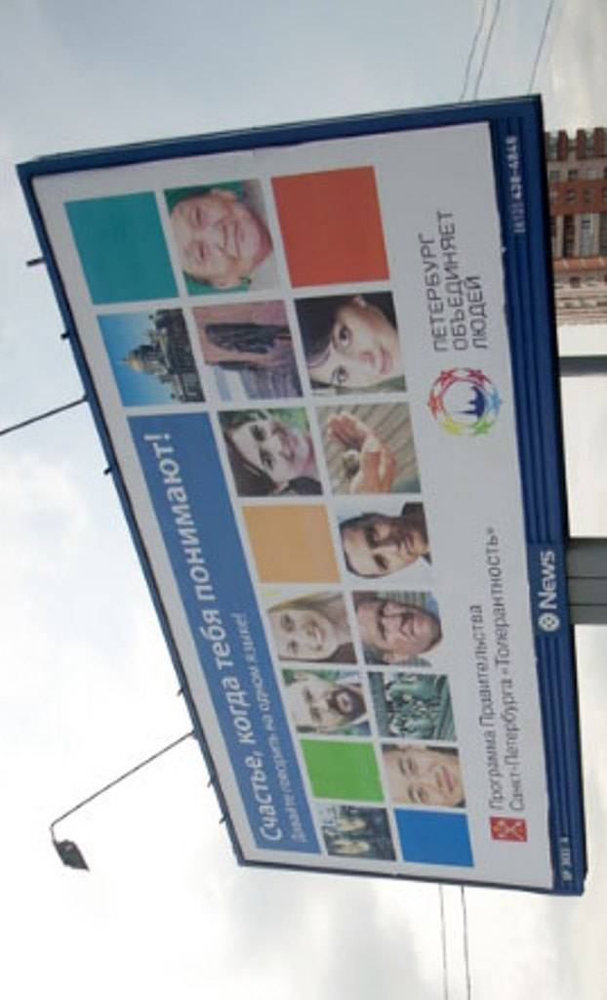 Счастье, когда тебя понимают!
Давайте говорить на одном языке!
Программа Правительства
Санкт-Петербурга «Толерантность»
ПЕТЕРБУРГ
ОБЪЕДИНЯЕТ
ЛЮДЕЙ
News